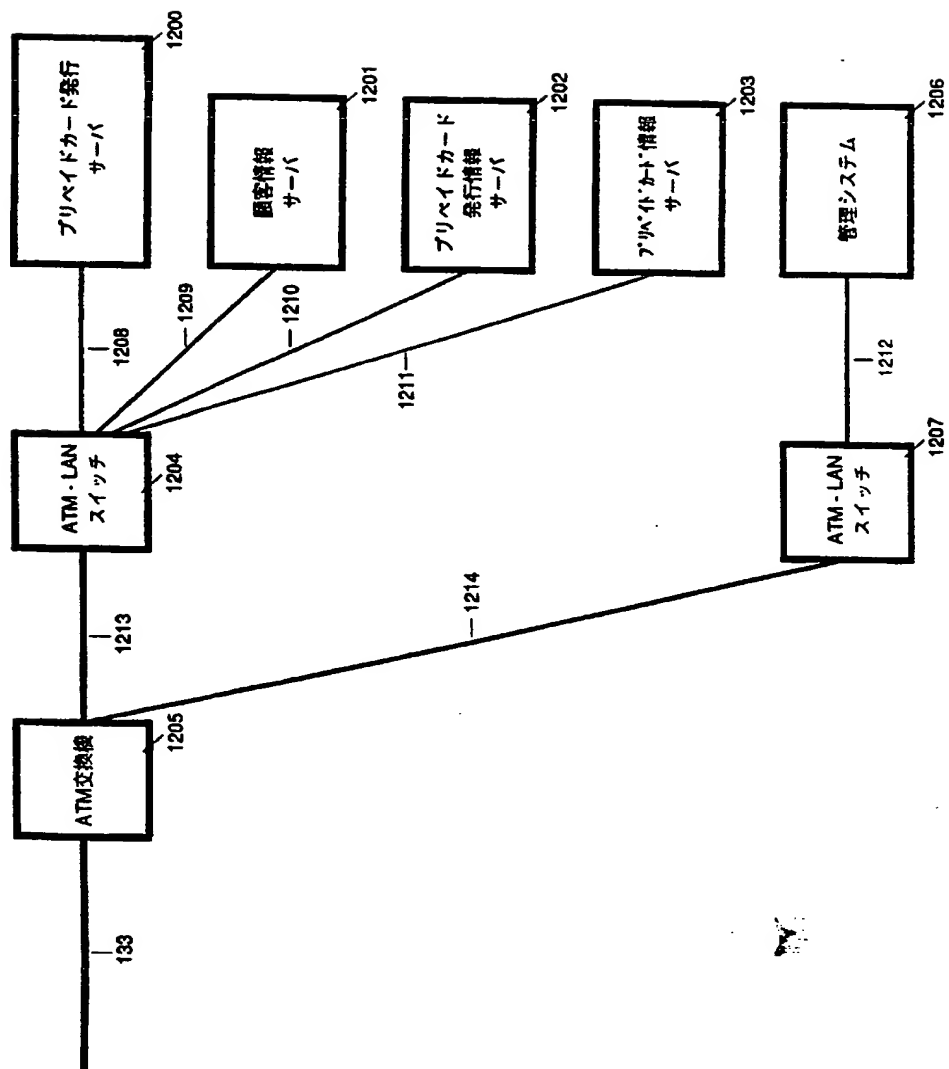 プリペイドカード発行
サーバ
1200
顧客情報
サーバ
1201
プリペイドカード
発行情報
サーバ
1202
プリペイドカード情報
サーバ
1203
管理システム
1206
1208
1209
1210
1211
1212
ATM-LAN
スイッチ
1204
ATM-LAN
スイッチ
1207
1213
1214
ATM交換機
1205
133